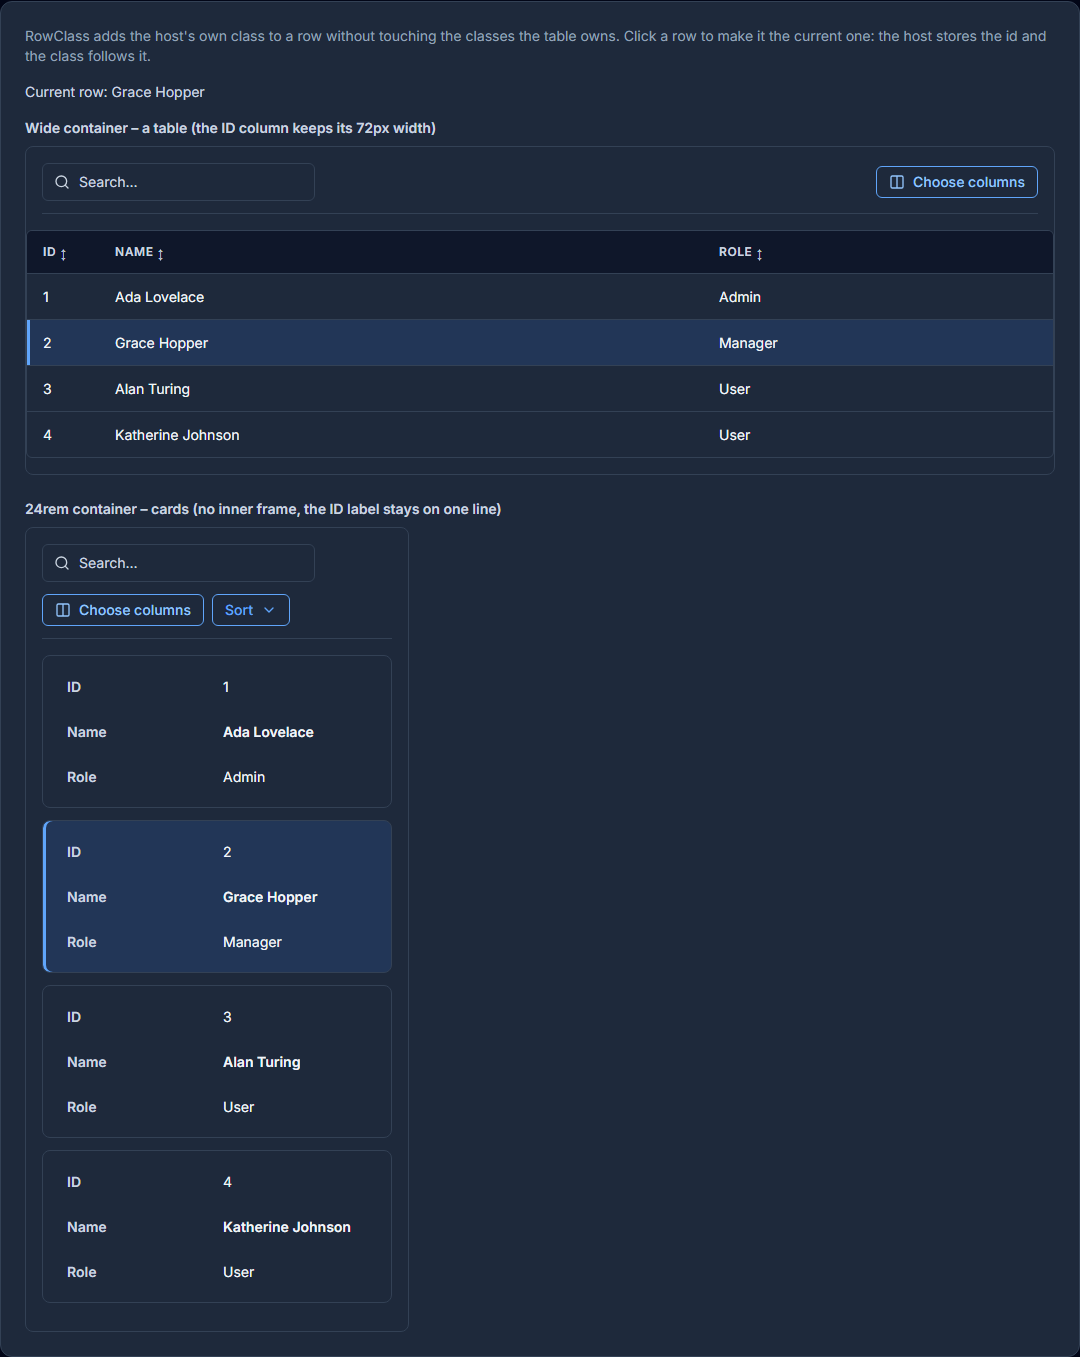 RowClass adds the host's own class to a row without touching the classes the table owns. Click a row to make it the current one: the host stores the id and
the class follows it.
Current row: Grace Hopper
Wide container – a table (the ID column keeps its 72px width)
Search...
Choose columns
ID NAME ROLE
1 Ada Lovelace Admin
2 Grace Hopper Manager
3 Alan Turing User
4 Katherine Johnson User
24rem container – cards (no inner frame, the ID label stays on one line)
Search...
Choose columns Sort
ID 1
Name Ada Lovelace
Role Admin
ID 2
Name Grace Hopper
Role Manager
ID 3
Name Alan Turing
Role User
ID 4
Name Katherine Johnson
Role User